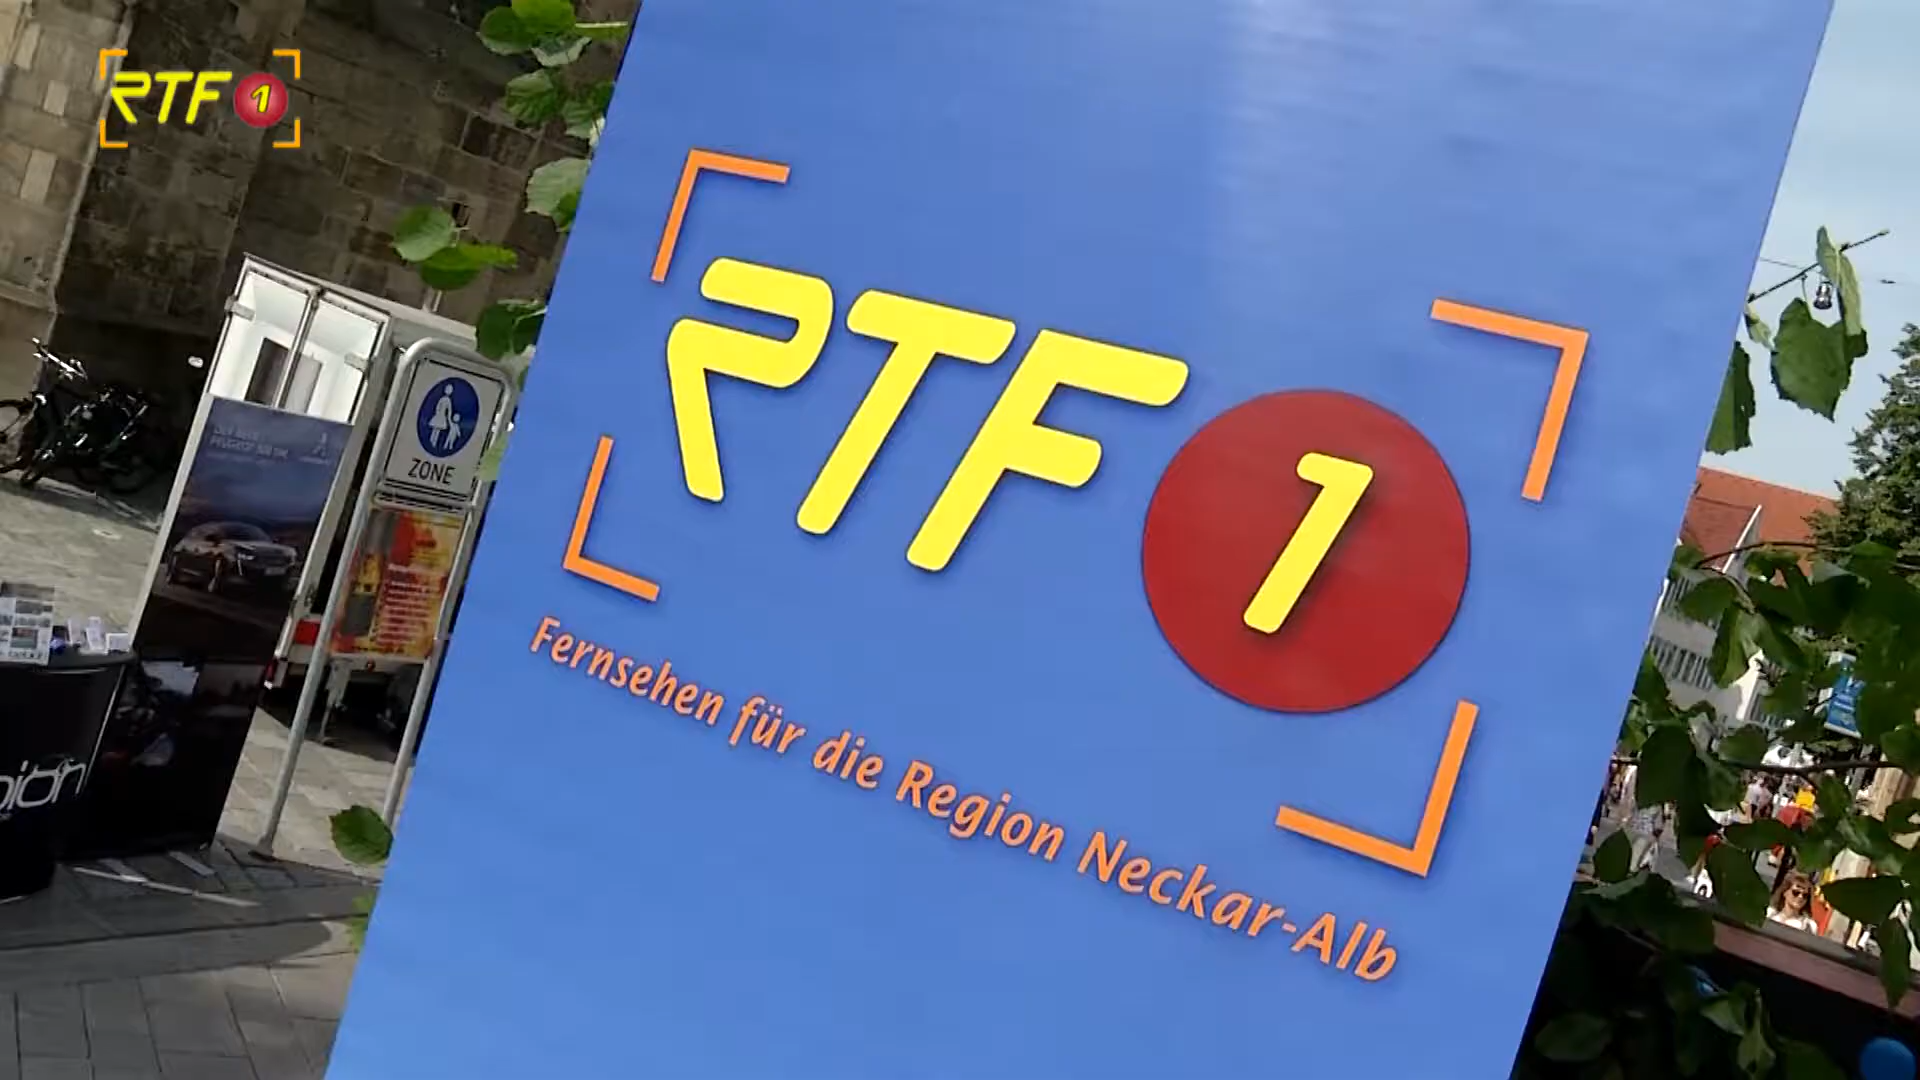 RTF 1
RTF 1
Fernsehen für die Region Neckar-Alb
ZONE